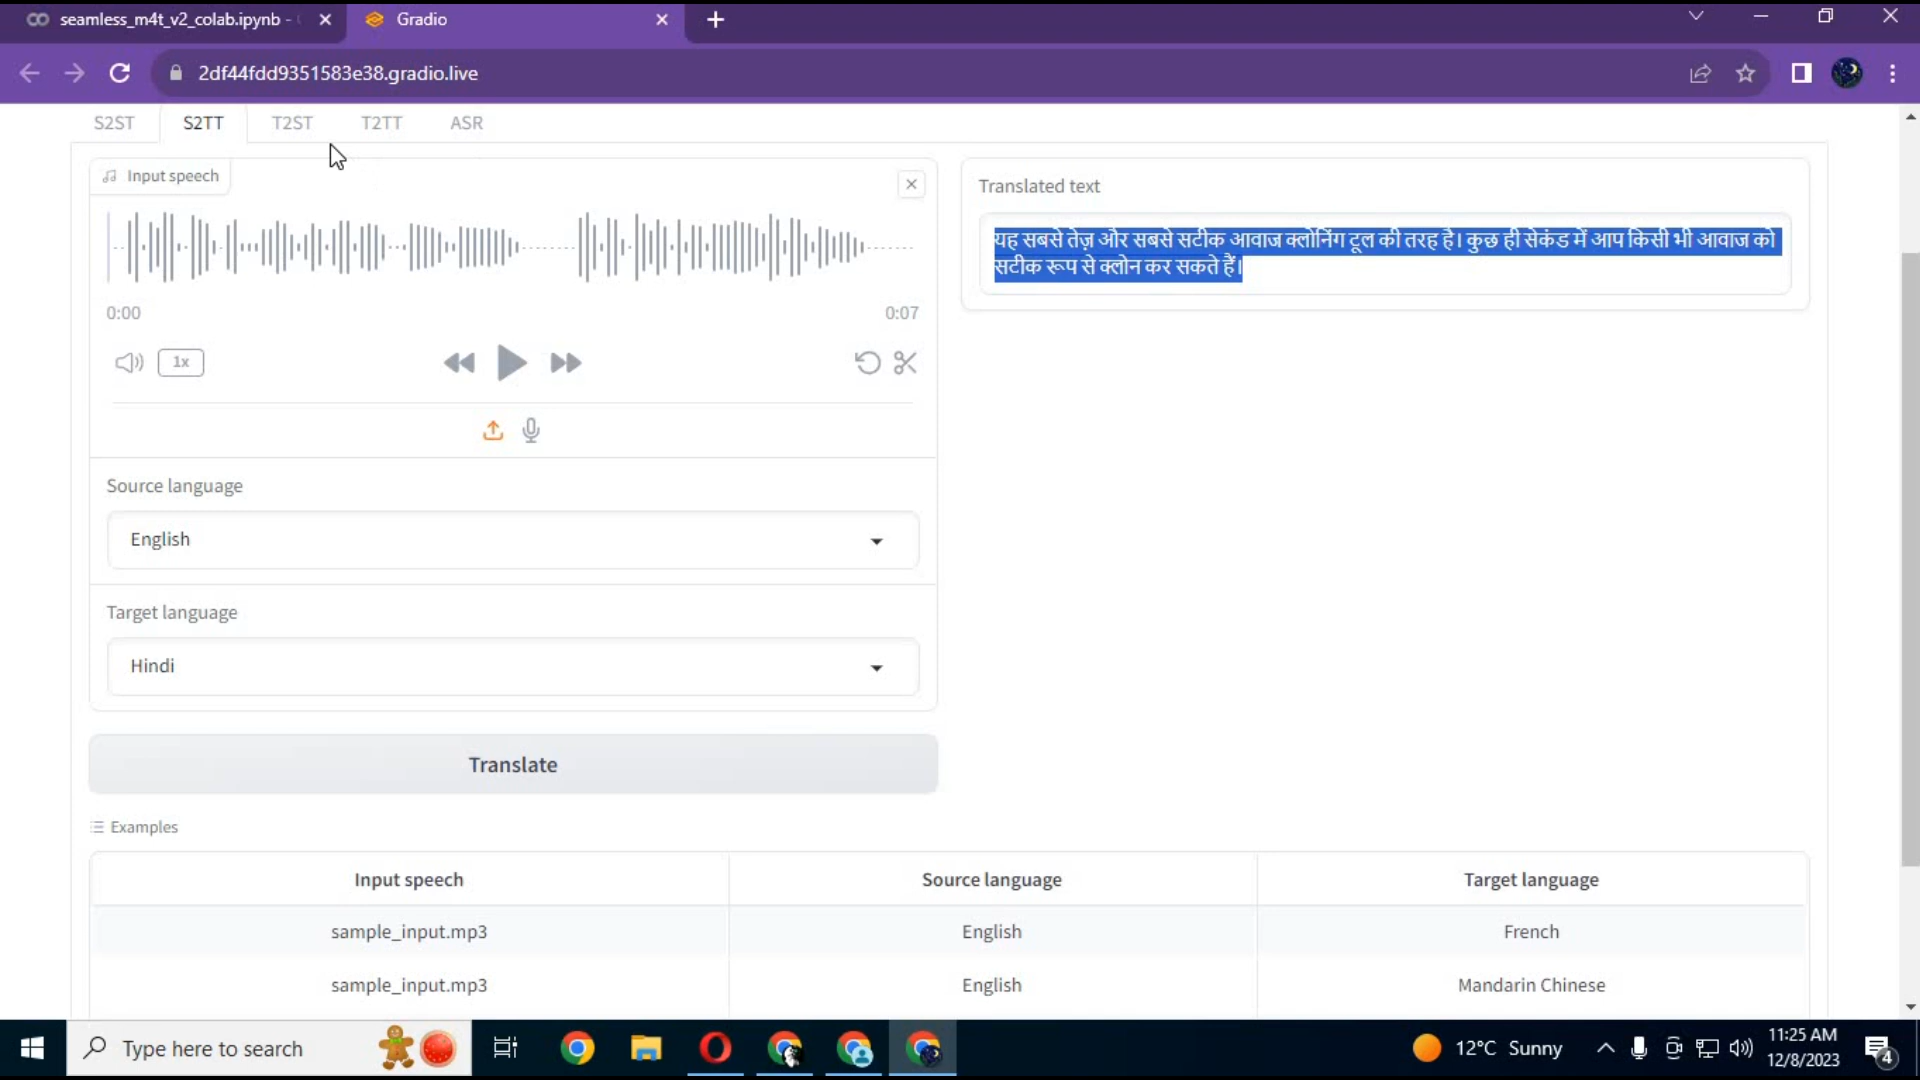 seamless_m4t_v2_colab.ipynb -
Gradio
2df44fdd9351583e38.gradio.live
S2ST
S2TT
T2ST
T2TT
ASR
Input speech
0:00
0:07
1x
Source language
English
Target language
Hindi
Translate
Translated text
यह सबसे तेज़ और सबसे सटीक आवाज क्लोनिंग टूल की तरह है। कुछ ही सेकंड में आप किसी भी आवाज को
सटीक रूप से क्लोन कर सकते हैं।
Examples
Input speech Source language Target language
sample_input.mp3 English French
sample_input.mp3 English Mandarin Chinese
Type here to search
12°C Sunny
11:25 AM
12/8/2023
4